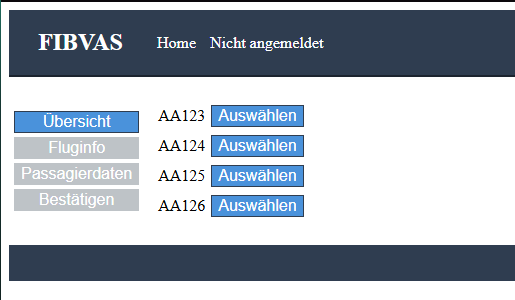 FIBVAS Home Nicht angemeldet
Übersicht
Fluginfo
Passagierdaten
Bestätigen
AA123 Auswählen
AA124 Auswählen
AA125 Auswählen
AA126 Auswählen